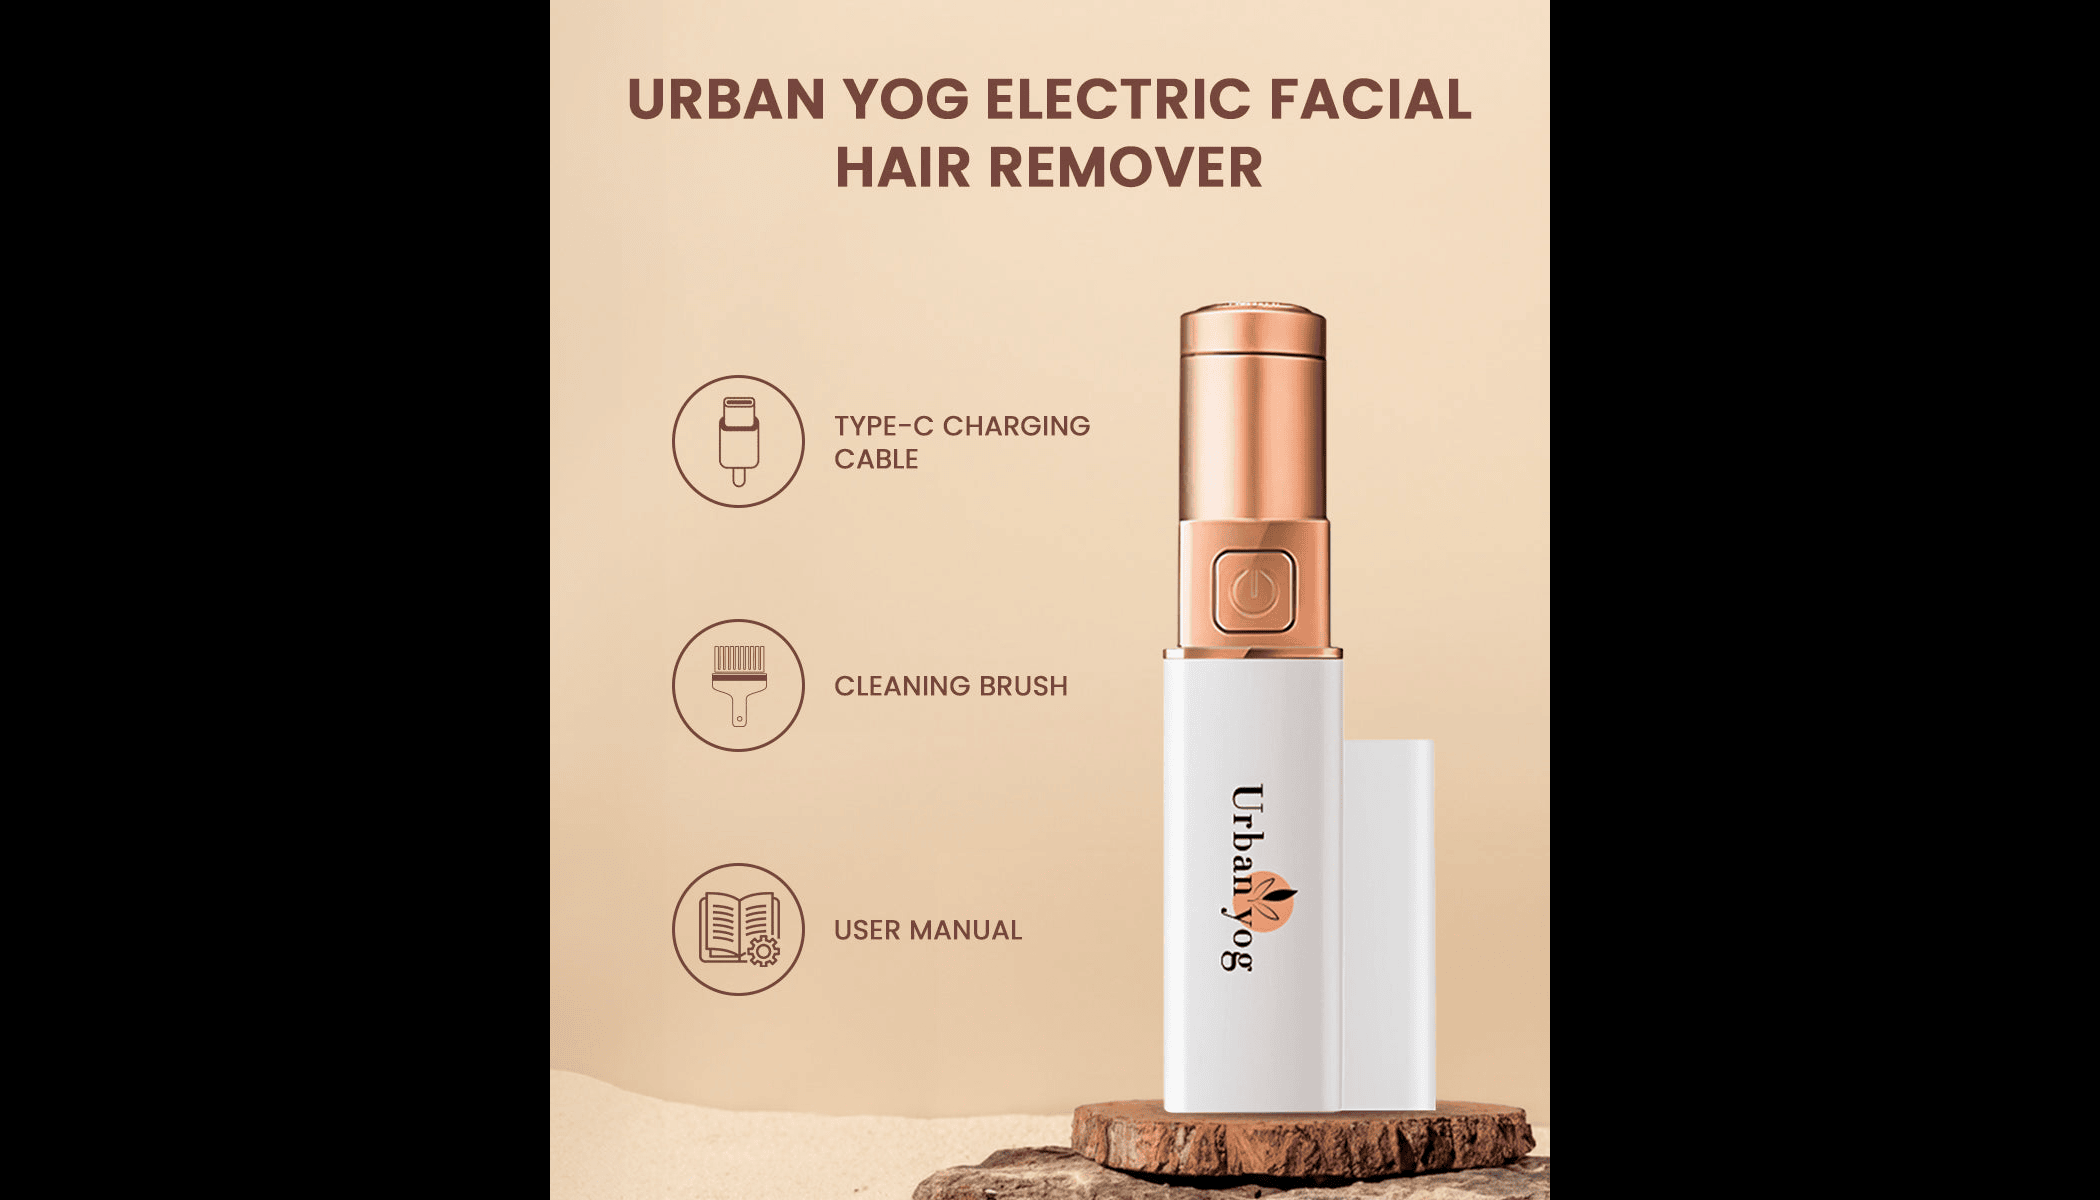 URBAN YOG ELECTRIC FACIAL
HAIR REMOVER
TYPE-C CHARGING
CABLE
CLEANING BRUSH
USER MANUAL
Urban yog